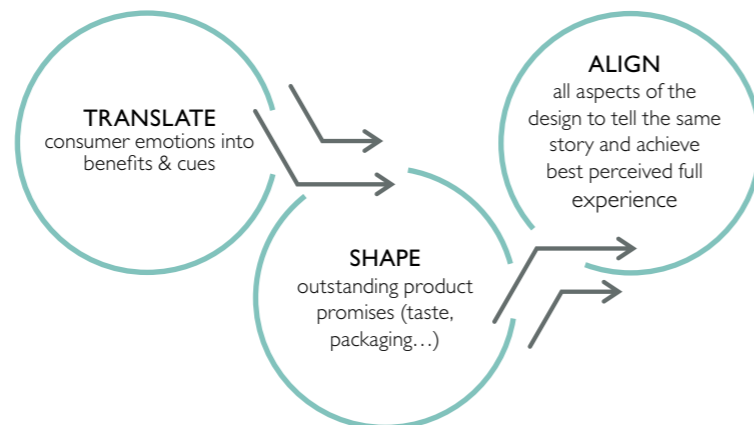 TRANSLATE
consumer emotions into
benefits & cues
SHAPE
outstanding product
promises (taste,
packaging…)
ALIGN
all aspects of the
design to tell the same
story and achieve
best perceived full
experience